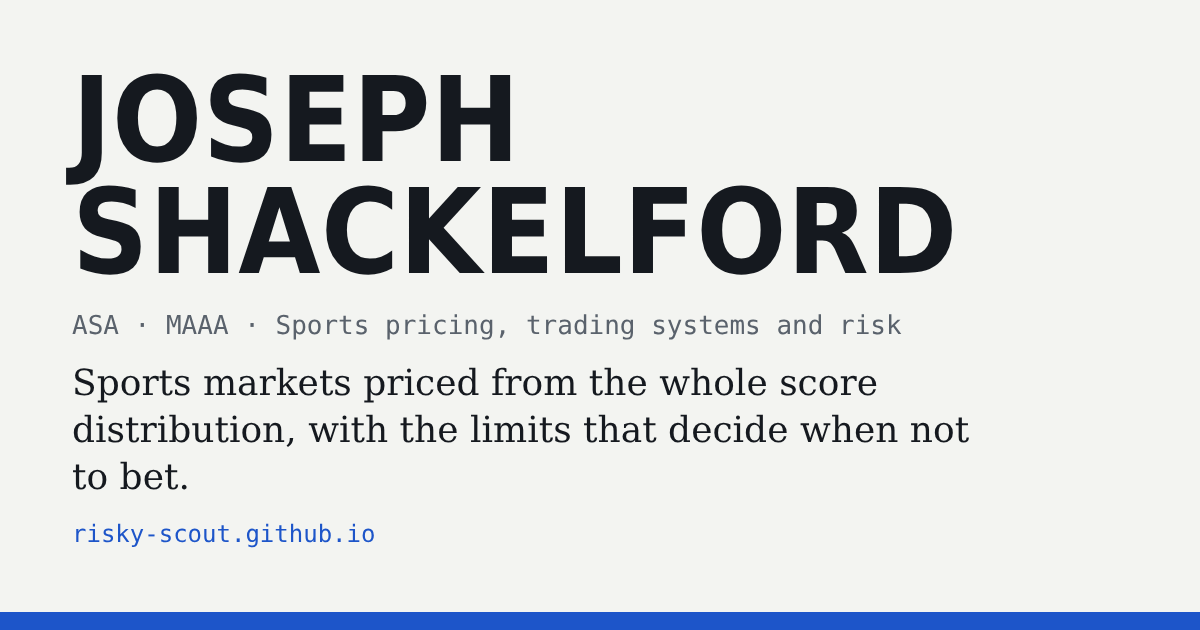 JOSEPH
SHACKELFORD
ASA · MAAA · Sports pricing, trading systems and risk
Sports markets priced from the whole score
distribution, with the limits that decide when not
to bet.
risky-scout.github.io